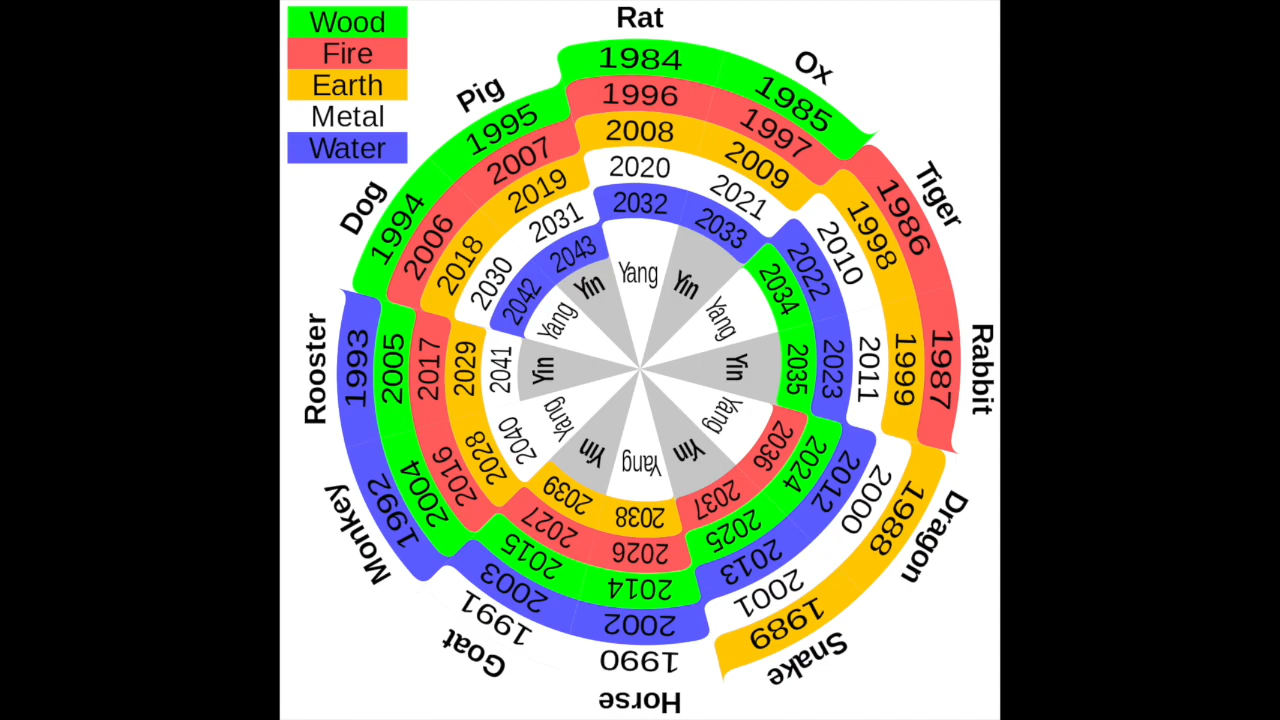 Wood
Fire
Earth
Metal
Water
Rat
1984
1996
2008
2020
2032
Yang
Ox
1985
1997
2009
2021
2033
Yin
Tiger
1986
1998
2010
2022
2034
Yang
Rabbit
1987
1999
2011
2023
2035
Yin
Dragon
1988
2000
2012
2024
2036
Yang
Snake
1989
2001
2013
2025
2037
Yin
Horse
1990
2002
2014
2026
2038
Yang
Goat
1991
2003
2015
2027
2039
Yin
Monkey
1992
2004
2016
2028
2040
Yang
Rooster
1993
2005
2017
2029
2041
Yin
Dog
1994
2006
2018
2030
2042
Yang
Pig
1995
2007
2019
2031
2043
Yin